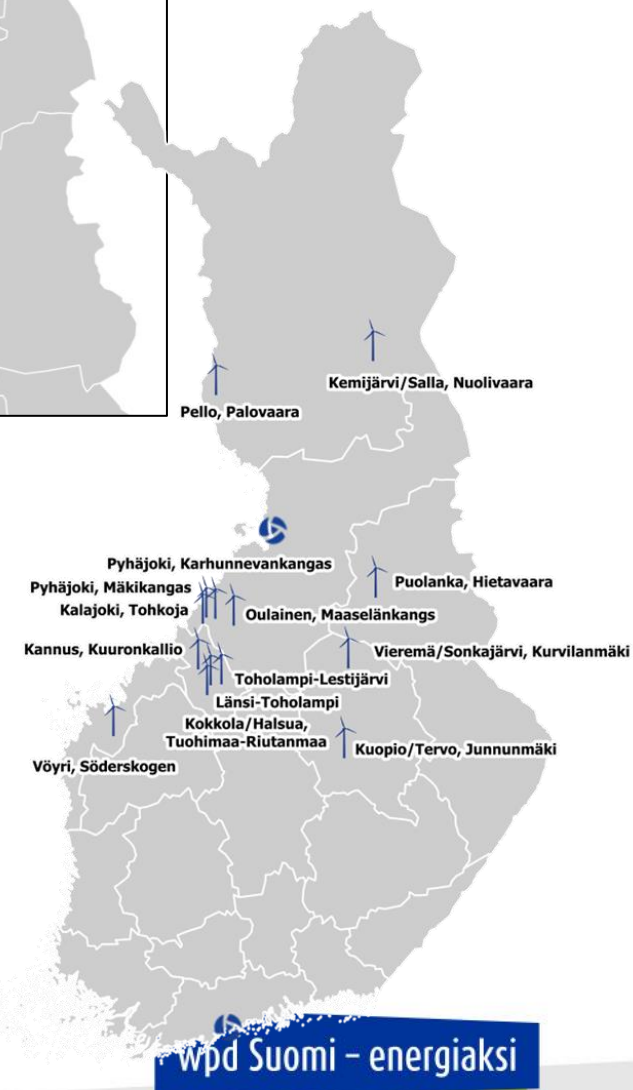 Kemijärvi/Salla, Nuolivaara
Pello, Palovaara
Pyhäjoki, Karhunnevankangas
Pyhäjoki, Mäkikangas
Puolanka, Hietavaara
Kalajoki, Tohkoja
Oulainen, Maaselänkangs
Kannus, Kuuronkallio
Vieremä/Sonkajärvi, Kurvilanmäki
Toholampi-Lestijärvi
Länsi-Toholampi
Kokkola/Halsua,
Tuohimaa-Riutanmaa
Kuopio/Tervo, Junnunmäki
Vöyri, Söderskogen
wpd Suomi – energiaksi